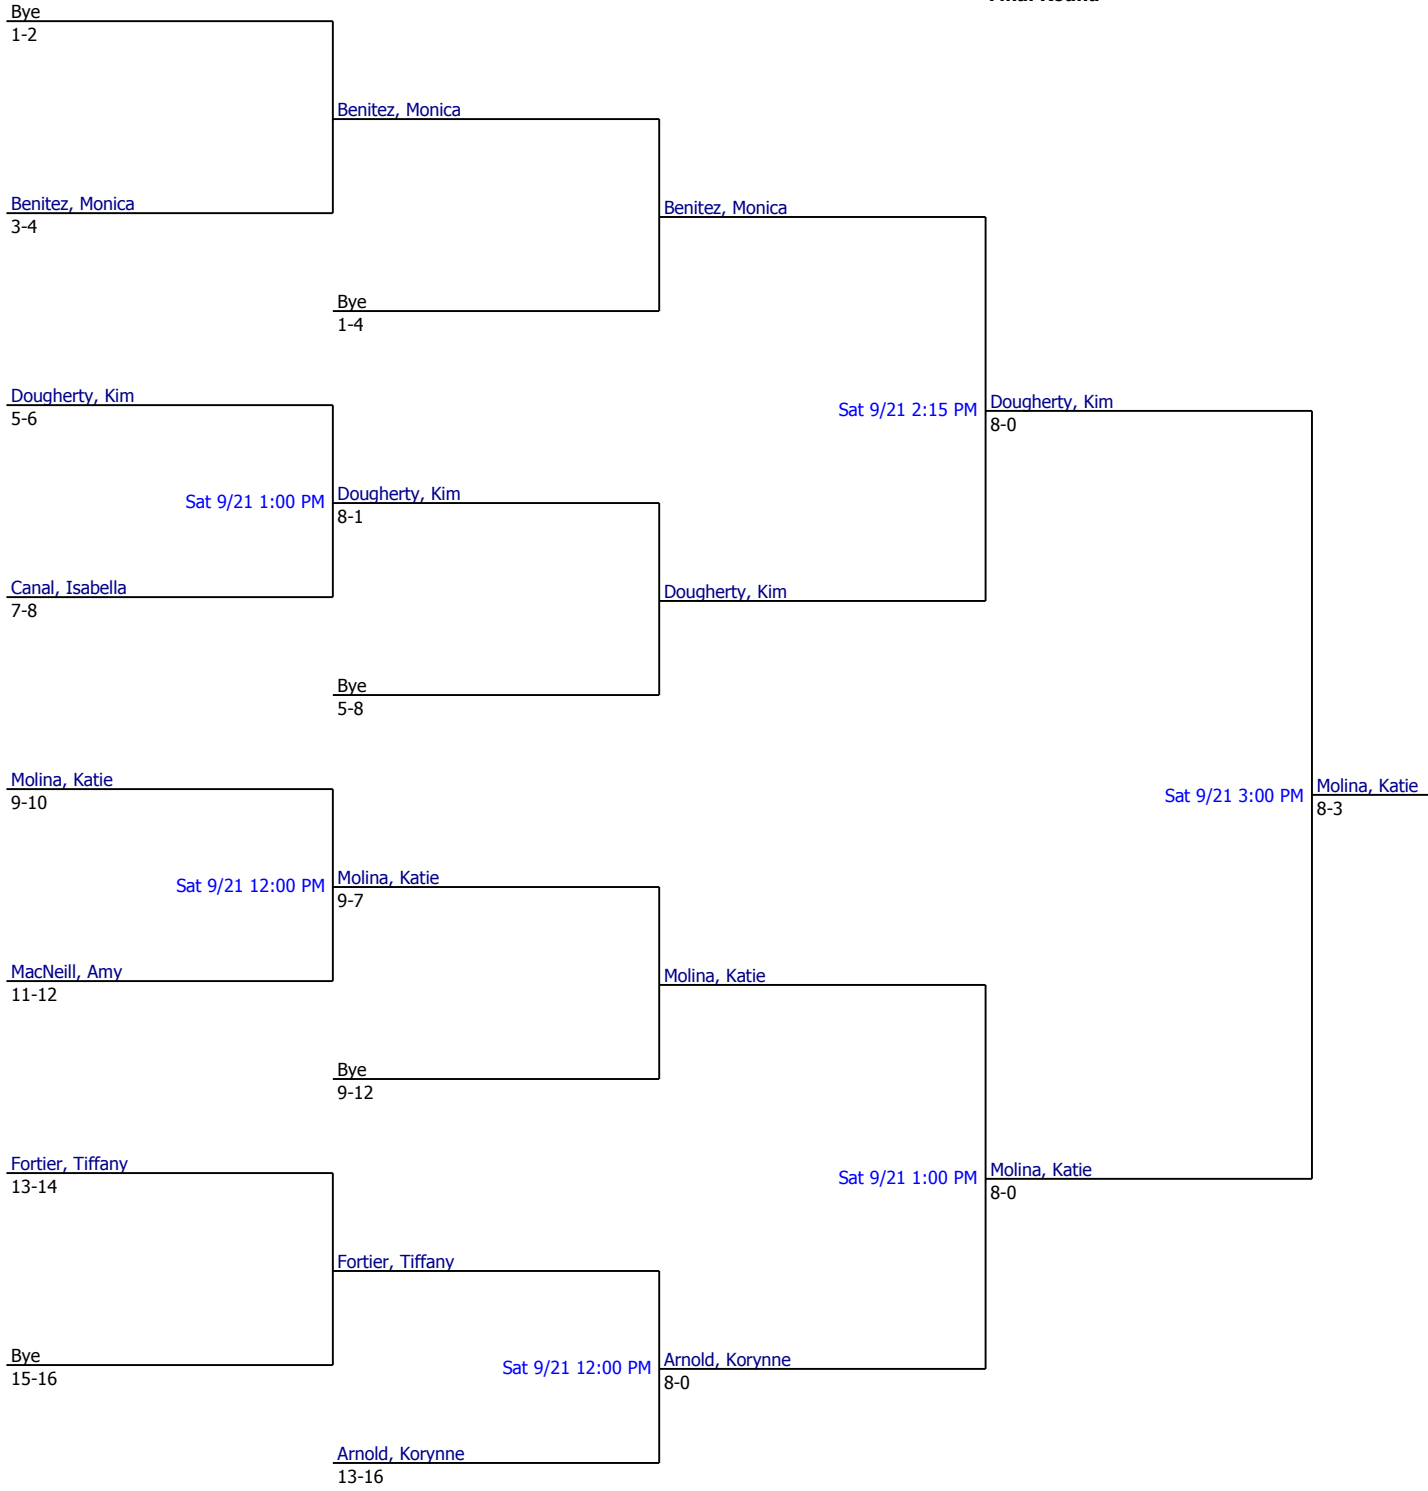 Final Round
Bye
1-2
Benitez, Monica
Benitez, Monica
3-4
Benitez, Monica
Bye
1-4
Dougherty, Kim
5-6
Sat 9/21 2:15 PM
Dougherty, Kim
8-0
Sat 9/21 1:00 PM
Dougherty, Kim
8-1
Canal, Isabella
7-8
Dougherty, Kim
Bye
5-8
Molina, Katie
9-10
Sat 9/21 3:00 PM
Molina, Katie
8-3
Sat 9/21 12:00 PM
Molina, Katie
9-7
MacNeill, Amy
11-12
Molina, Katie
Bye
9-12
Fortier, Tiffany
13-14
Sat 9/21 1:00 PM
Molina, Katie
8-0
Fortier, Tiffany
Bye
15-16
Sat 9/21 12:00 PM
Arnold, Korynne
8-0
Arnold, Korynne
13-16